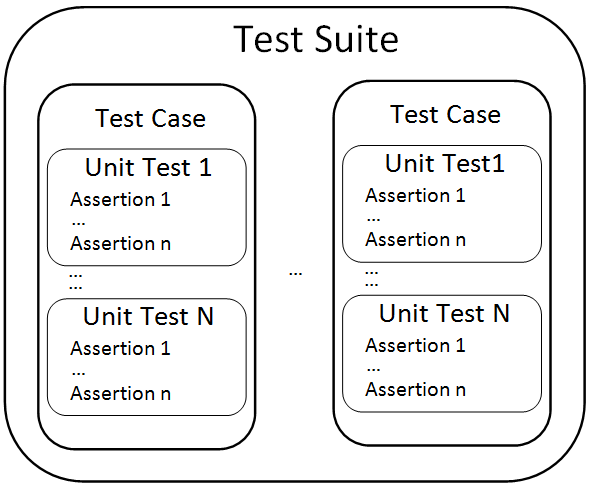 Test Suite
Test Case
Unit Test 1
Assertion 1
...
Assertion n
...
...
Unit Test N
Assertion 1
...
Assertion n
...
Test Case
Unit Test1
Assertion 1
...
Assertion n
...
...
Unit Test N
Assertion 1
...
Assertion n